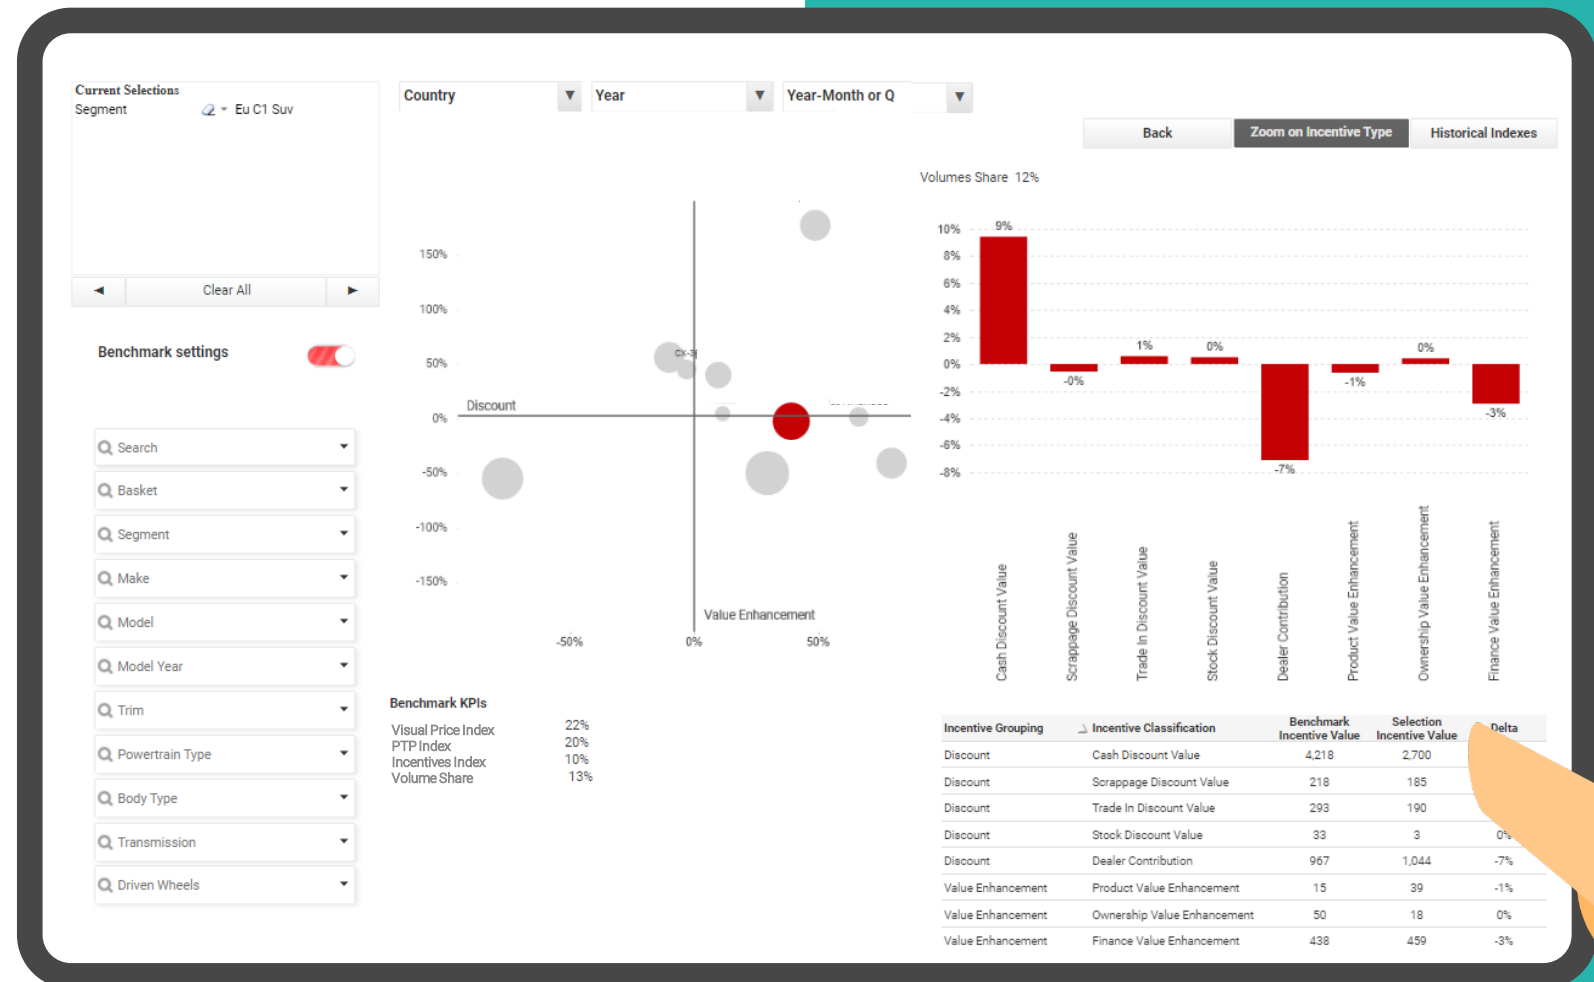 Current Selections
Segment Eu C1 Suv
Clear All
Benchmark settings
Search
Basket
Segment
Make
Model
Model Year
Trim
Powertrain Type
Body Type
Transmission
Driven Wheels
Country Year Year-Month or Q
Back Zoom on Incentive Type Historical Indexes
150%
100%
50%
0%
-50%
-100%
-150%
Discount
Value Enhancement
-50% 0% 50%
Benchmark KPIs
Visual Price Index 22%
PTP Index 20%
Incentives Index 10%
Volume Share 13%
Volumes Share 12%
10%
8%
6%
4%
2%
0%
-2%
-4%
-6%
-8%
9%
-0%
1%
0%
-7%
-1%
0%
-3%
Cash Discount Value
Scrappage Discount Value
Trade In Discount Value
Stock Discount Value
Dealer Contribution
Product Value Enhancement
Ownership Value Enhancement
Finance Value Enhancement
Incentive Grouping Incentive Classification Benchmark Incentive Value Selection Incentive Value Delta
Discount Cash Discount Value 4,218 2,700
Discount Scrappage Discount Value 218 185
Discount Trade In Discount Value 293 190
Discount Stock Discount Value 33 3 0%
Discount Dealer Contribution 967 1,044 -7%
Value Enhancement Product Value Enhancement 15 39 -1%
Value Enhancement Ownership Value Enhancement 50 18 0%
Value Enhancement Finance Value Enhancement 438 459 -3%